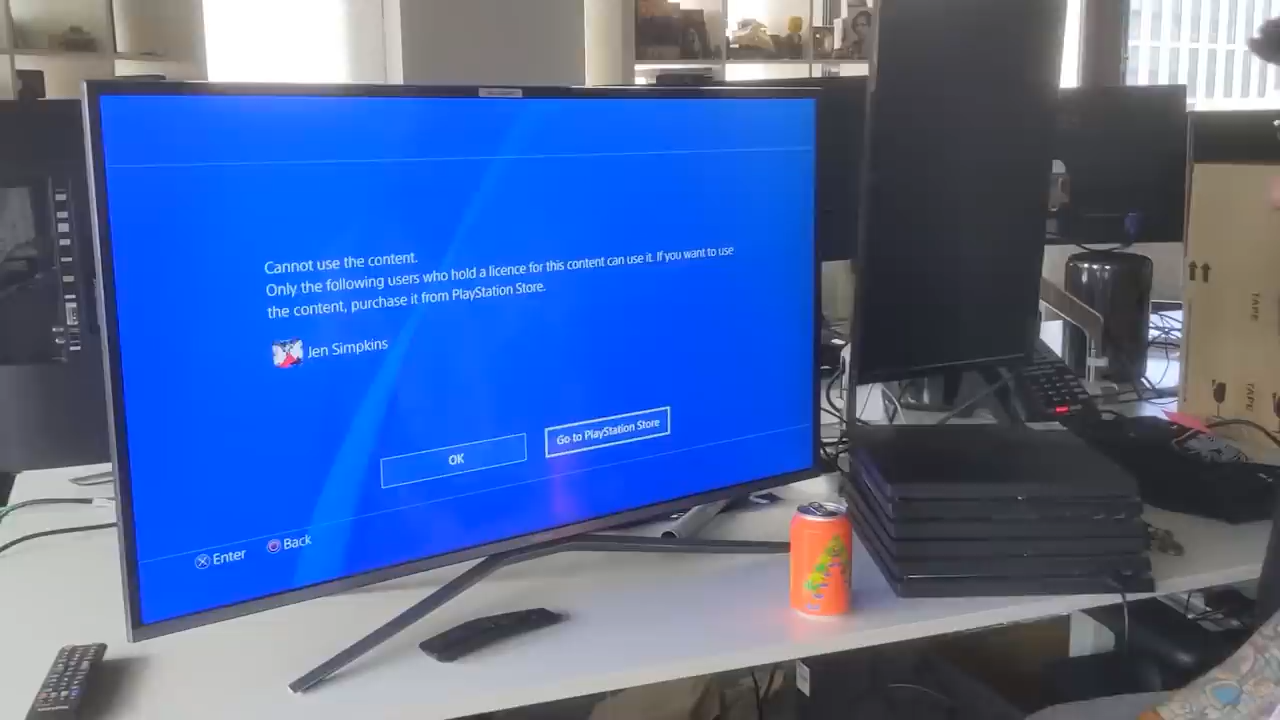 Cannot use the content.
Only the following users who hold a licence for this content can use it. If you want to use
the content, purchase it from PlayStation Store.
Jen Simpkins
OK
Go to PlayStation Store
Enter
Back
TAPE
TAPE